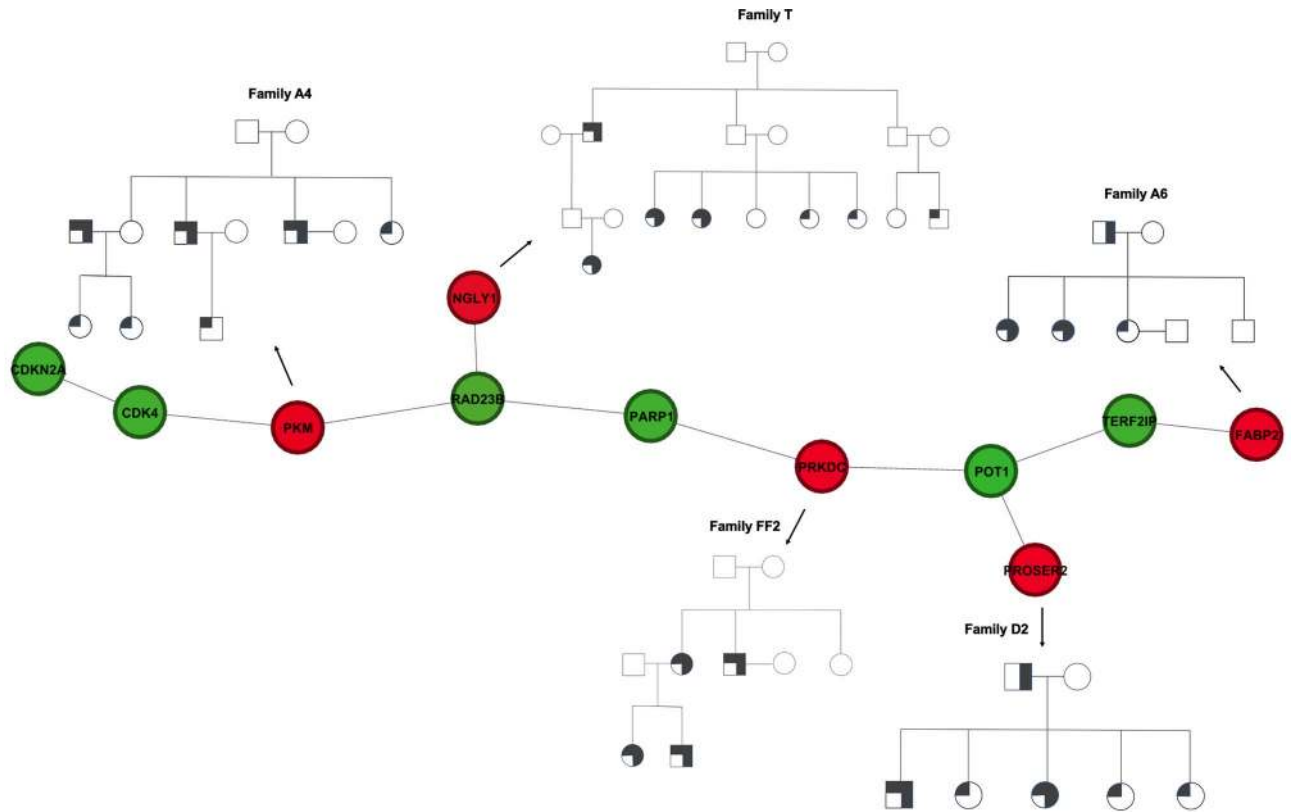 Family T
Family A4
Family A6
NGLY1
CDKN2A
CDK4
PKM
RAD23B
PARP1
PRKDC
POT1
TERF2IP
FABP2
Family FF2
PROSER2
Family D2